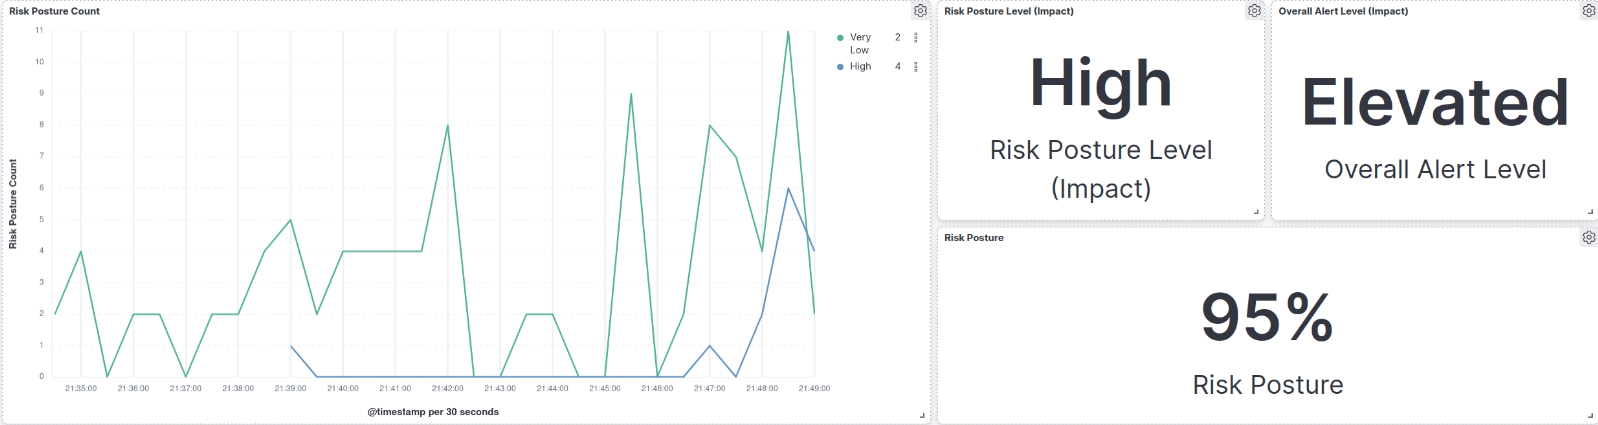 Risk Posture Count
11
10
9
8
7
6
5
4
3
2
1
0
Risk Posture Count
21:35:00 21:36:00 21:37:00 21:38:00 21:39:00 21:40:00 21:41:00 21:42:00 21:43:00 21:44:00 21:45:00 21:46:00 21:47:00 21:48:00 21:49:00
@timestamp per 30 seconds
Very 2
Low
High 4
Risk Posture Level (Impact)
High
Risk Posture Level
(Impact)
Overall Alert Level (Impact)
Elevated
Overall Alert Level
Risk Posture
95%
Risk Posture